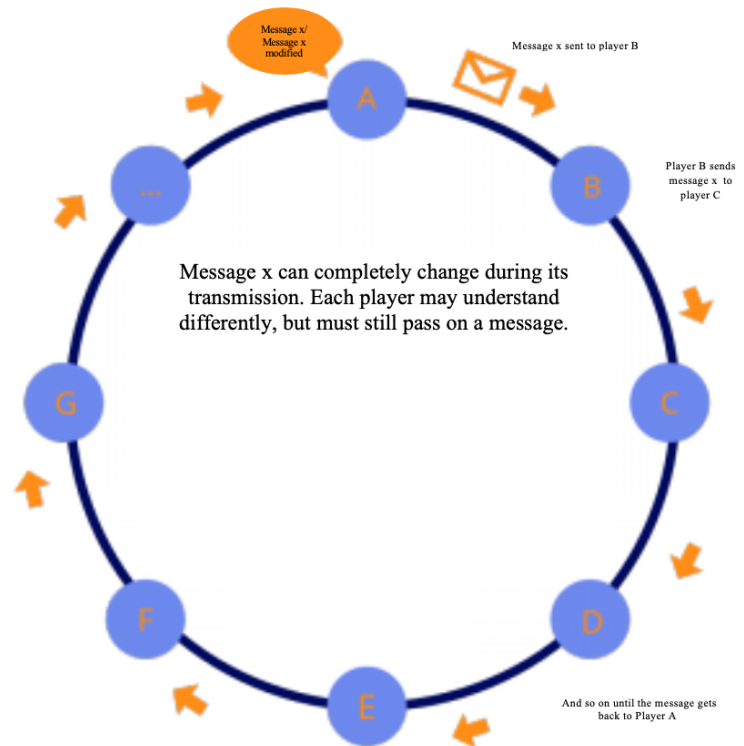 Message x/
Message x
modified
Message x sent to player B
A
B
Player B sends
message x to
player C
...
Message x can completely change during its
transmission. Each player may understand
differently, but must still pass on a message.
G
C
F
D
E
And so on until the message gets
back to Player A